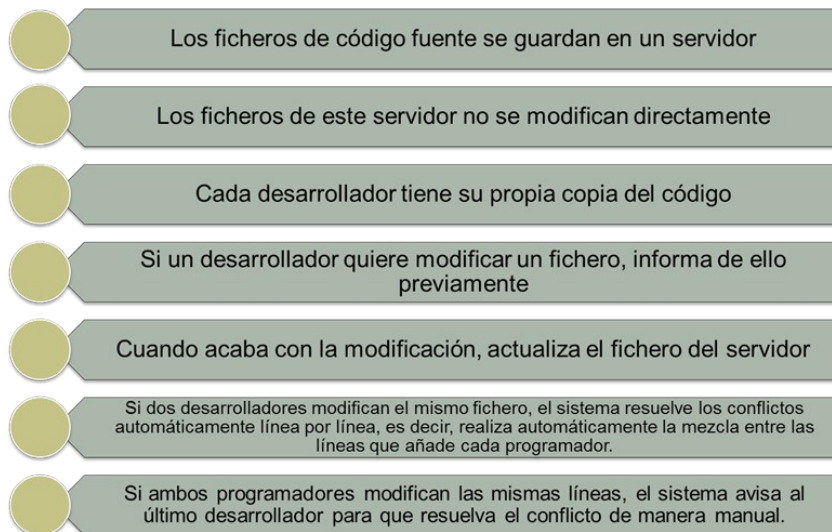 Los ficheros de código fuente se guardan en un servidor
Los ficheros de este servidor no se modifican directamente
Cada desarrollador tiene su propia copia del código
Si un desarrollador quiere modificar un fichero, informa de ello
previamente
Cuando acaba con la modificación, actualiza el fichero del servidor
Si dos desarrolladores modifican el mismo fichero, el sistema resuelve los conflictos
automáticamente línea por línea, es decir, realiza automáticamente la mezcla entre las
líneas que añade cada programador.
Si ambos programadores modifican las mismas líneas, el sistema avisa al
último desarrollador para que resuelva el conflicto de manera manual.